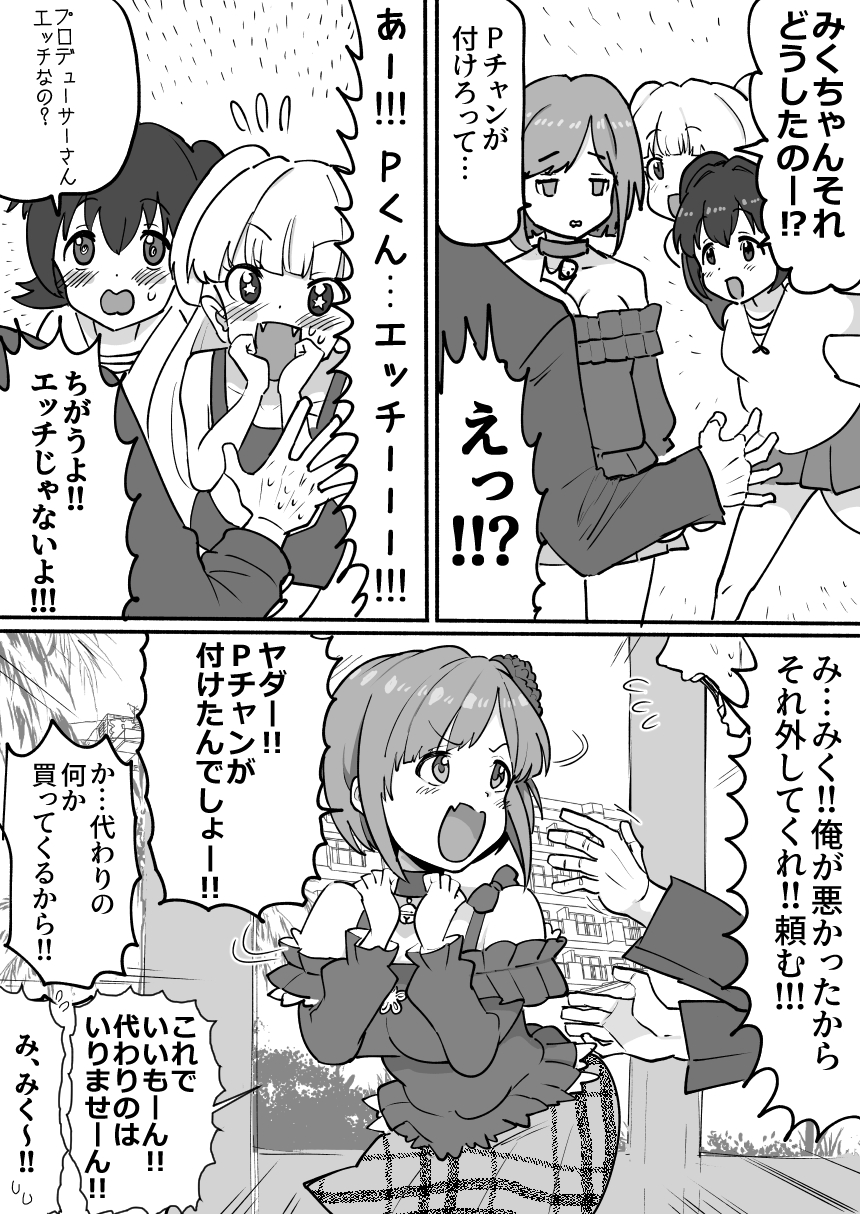 みくちゃんそれ
どうしたのー!?
Pチャンが
付けろって…
えっ!!?
あー!!! Pくん…エッチーーー!!!
プロデューサーさん
エッチなの?
ちがうよ!!
エッチじゃないよ!!!
み…みく!!俺が悪かったから
それ外してくれ!!頼む!!!
ヤダー!!
Pチャンが
付けたんでしょー!!
か…代わりの
何か
買ってくるから!!
これで
いいもーん!!
代わりのは
いりませーん!!
み、みく〜!!